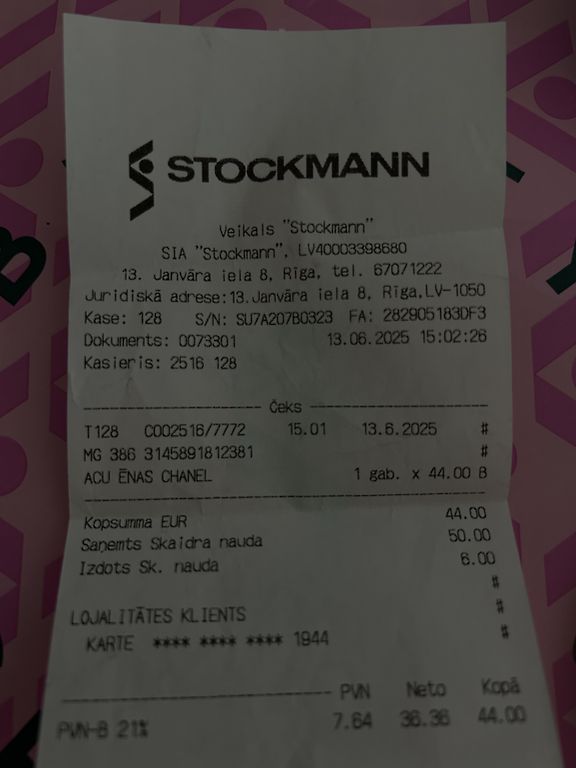 STOCKMANN
Veikals "Stockmann"
SIA "Stockmann", LV40003398680
13. Janvāra iela 8, Rīga, tel. 67071222
Juridiskā adrese:13.Janvāra iela 8, Rīga,LV-1050
Kase: 128 S/N: SU7A207B0323 FA: 282905183DF3
Dokuments: 0073301 13.06.2025 15:02:26
Kasieris: 2516 128
Čeks
T128 C002516/7772 15.01 13.6.2025 #
MG 386 3145891812381 #
ACU ĒNAS CHANEL 1 gab. x 44.00 B
Kopsumma EUR 44.00
Saņemts Skaidra nauda 50.00
Izdots Sk. nauda 6.00
#
LOJALITĀTES KLIENTS #
KARTE **** **** **** 1944 #
PVN Neto Kopā
PVN-B 21% 7.64 36.36 44.00